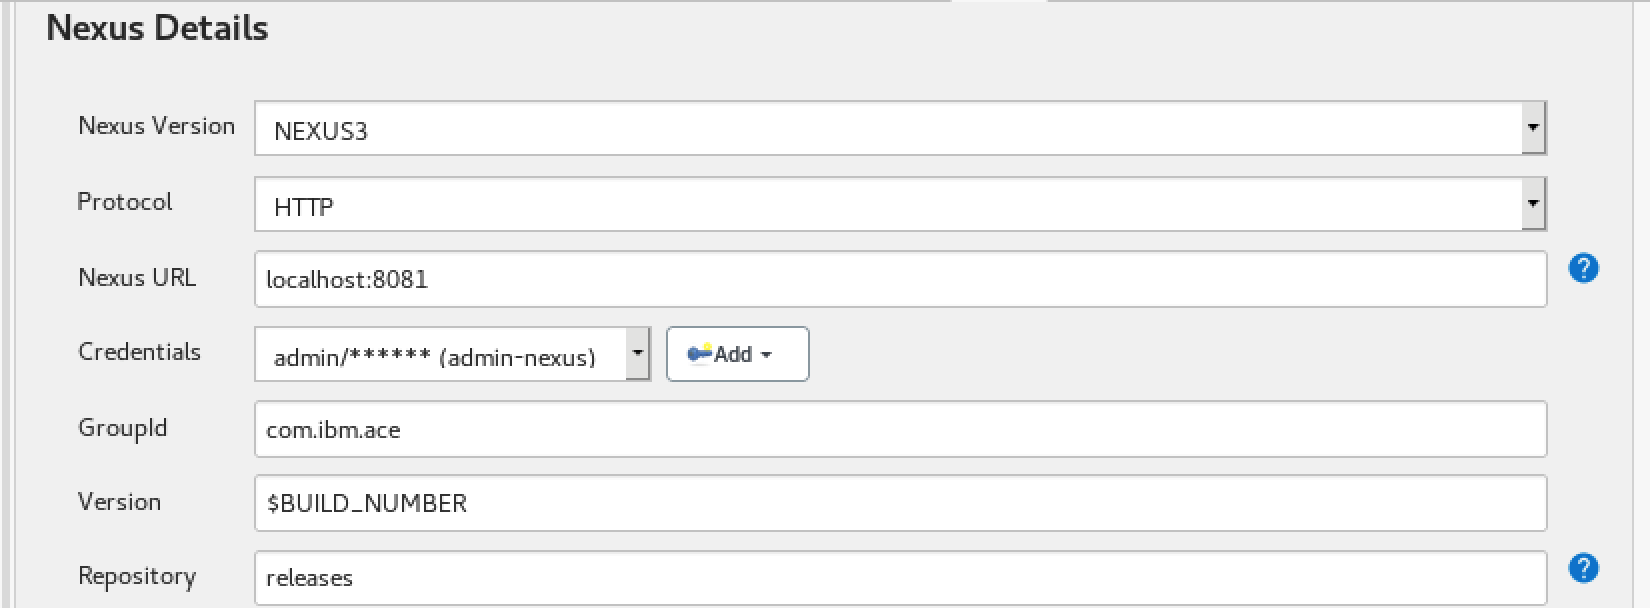 Nexus Details
Nexus Version NEXUS3
Protocol HTTP
Nexus URL localhost:8081 ?
Credentials admin/****** (admin-nexus) Add
GroupId com.ibm.ace
Version $BUILD_NUMBER
Repository releases ?